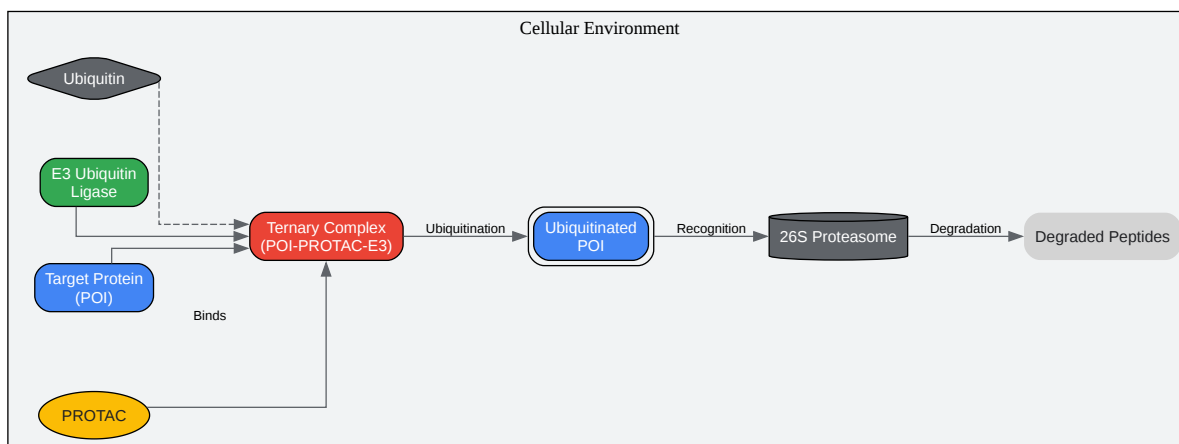 Cellular Environment
Ubiquitin
E3 Ubiquitin
Ligase
Target Protein
(POI)
Binds
PROTAC
Ternary Complex
(POI-PROTAC-E3)
Ubiquitination
Ubiquitinated
POI
Recognition
26S Proteasome
Degradation
Degraded Peptides